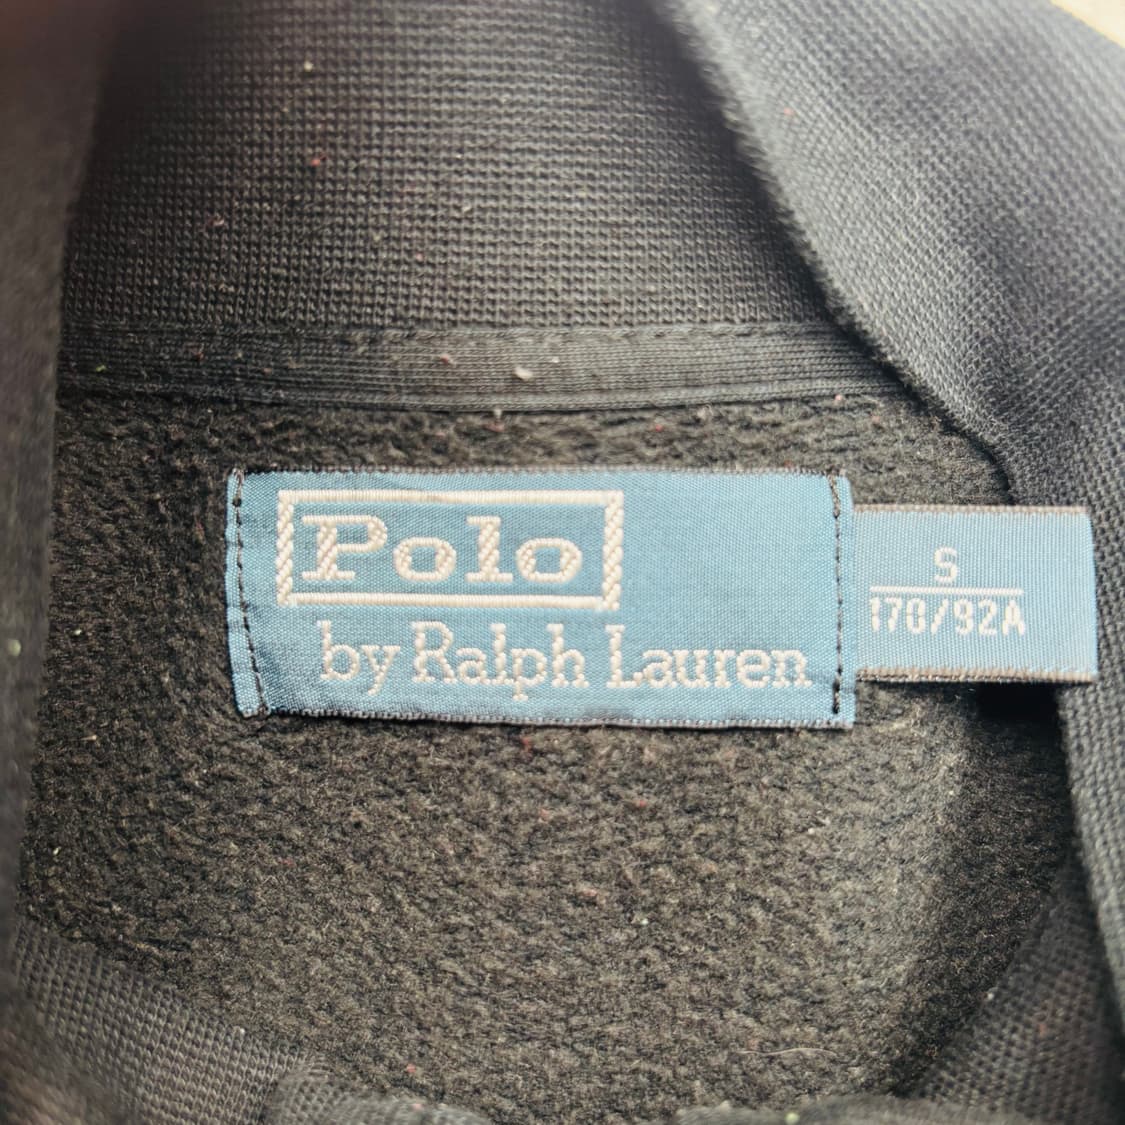 Polo
by Ralph Lauren
S
170/92A